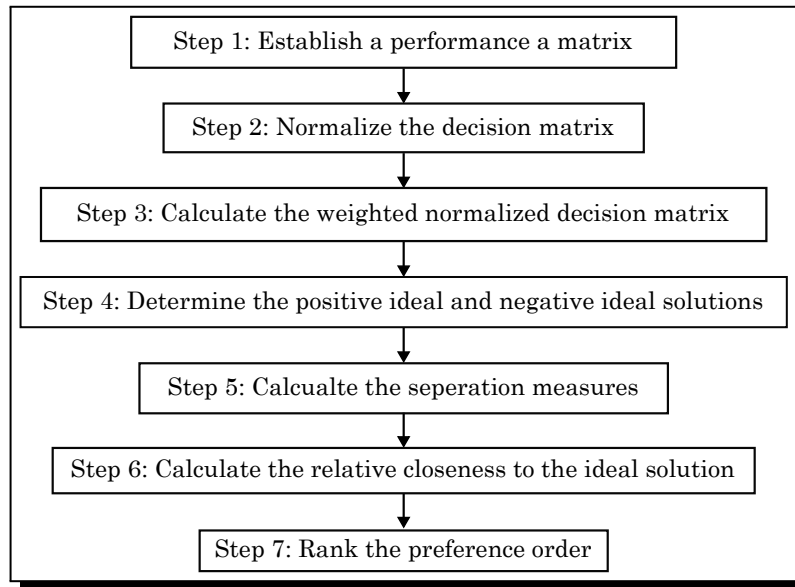 Step 1: Establish a performance a matrix
Step 2: Normalize the decision matrix
Step 3: Calculate the weighted normalized decision matrix
Step 4: Determine the positive ideal and negative ideal solutions
Step 5: Calcualte the seperation measures
Step 6: Calculate the relative closeness to the ideal solution
Step 7: Rank the preference order